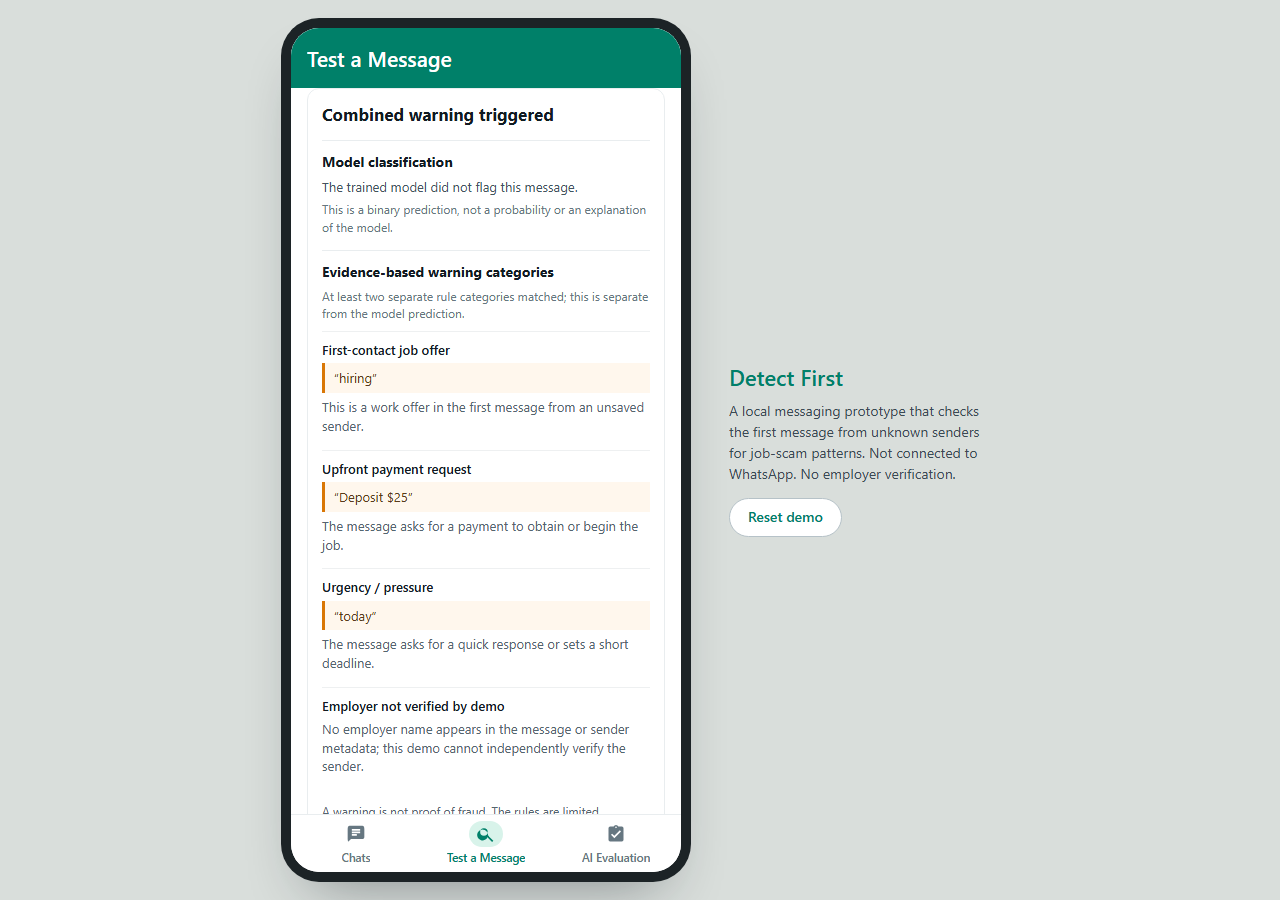 Test a Message
Combined warning triggered
Model classification
The trained model did not flag this message.
This is a binary prediction, not a probability or an explanation
of the model.
Evidence-based warning categories
At least two separate rule categories matched; this is separate
from the model prediction.
First-contact job offer
“hiring”
This is a work offer in the first message from an unsaved
sender.
Upfront payment request
“Deposit $25”
The message asks for a payment to obtain or begin the
job.
Urgency / pressure
“today”
The message asks for a quick response or sets a short
deadline.
Employer not verified by demo
No employer name appears in the message or sender
metadata; this demo cannot independently verify the
sender.
A warning is not proof of fraud. The rules are limited
Chats
Test a Message
AI Evaluation
Detect First
A local messaging prototype that checks
the first message from unknown senders
for job-scam patterns. Not connected to
WhatsApp. No employer verification.
Reset demo